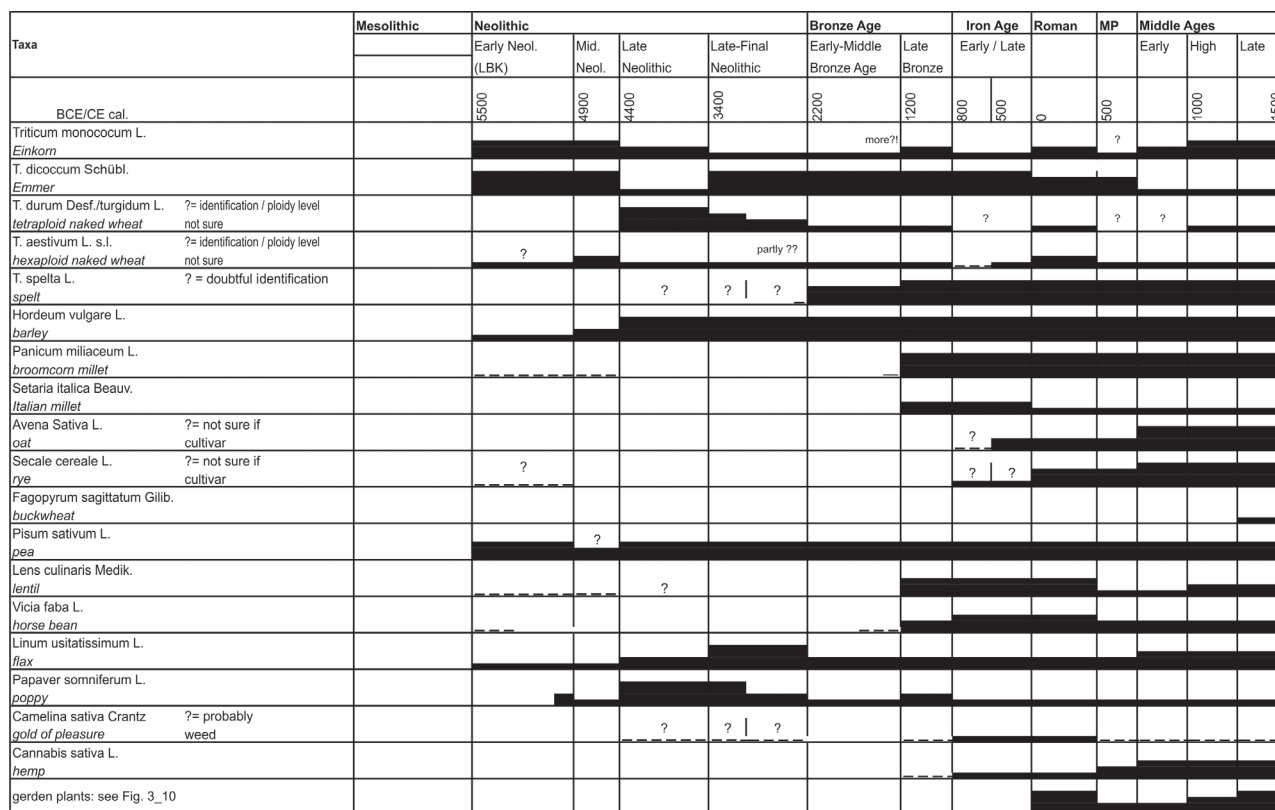 Mesolithic Neolithic Bronze Age Iron Age Roman MP Middle Ages
Taxa Early Neol. Mid. Late Late-Final Early-Middle Late Early / Late Early High Late
(LBK) Neol. Neolithic Neolithic Bronze Age Bronze
BCE/CE cal. 5500 4900 4400 3400 2200 1200 800 500 0 500 1000 1500
Triticum monococum L.
Einkorn more?! ?
T. dicoccum Schübl.
Emmer
T. durum Desf./turgidum L. ?= identification / ploidy level
tetraploid naked wheat not sure ? ? ?
T. aestivum L. s.l. ?= identification / ploidy level
hexaploid naked wheat not sure ? partly ??
T. spelta L. ? = doubtful identification
spelt ? ? ?
Hordeum vulgare L.
barley
Panicum miliaceum L.
broomcorn millet
Setaria italica Beauv.
Italian millet
Avena Sativa L. ?= not sure if
oat cultivar ?
Secale cereale L. ?= not sure if
rye cultivar ? ? ?
Fagopyrum sagittatum Gilib.
buckwheat
Pisum sativum L.
pea ?
Lens culinaris Medik.
lentil ?
Vicia faba L.
horse bean
Linum usitatissimum L.
flax
Papaver somniferum L.
poppy
Camelina sativa Crantz ?= probably
gold of pleasure weed ? ? ?
Cannabis sativa L.
hemp
gerden plants: see Fig. 3_10